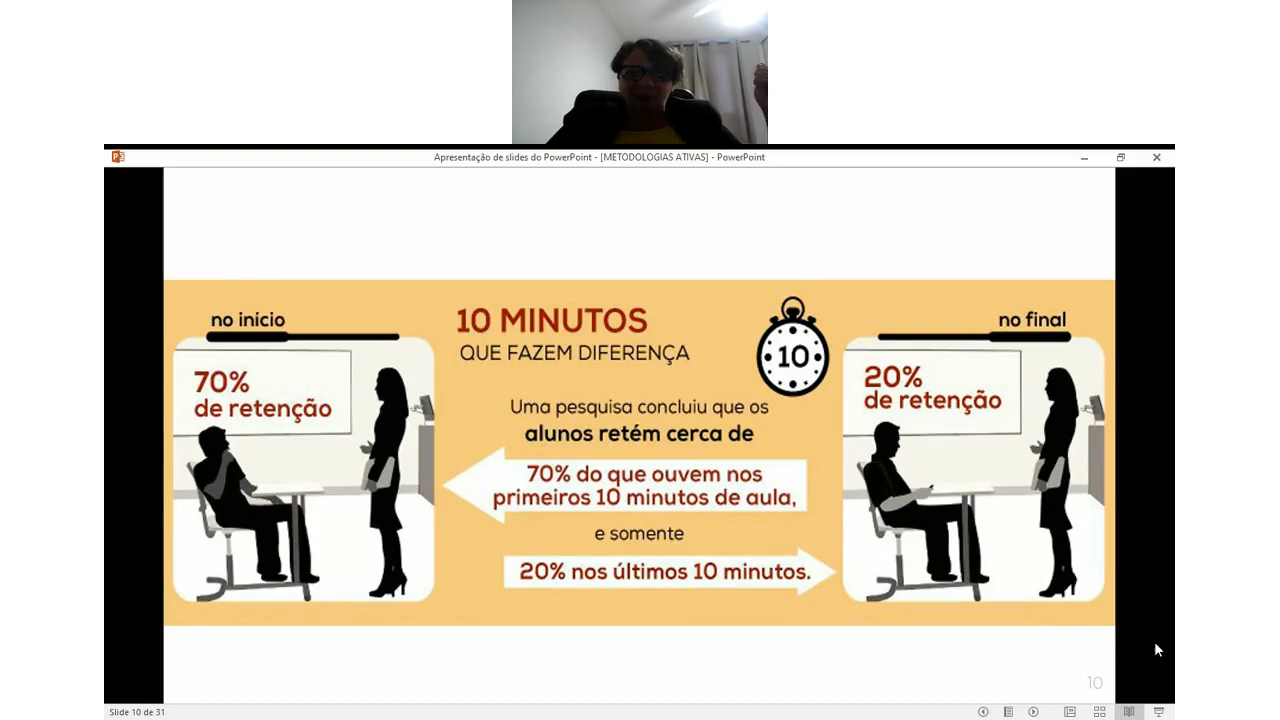 Apresentação de slides do PowerPoint - [METODOLOGIAS ATIVAS] - PowerPoint
no início
70%
de retenção
10 MINUTOS
QUE FAZEM DIFERENÇA
10
Uma pesquisa concluiu que os
alunos retém cerca de
70% do que ouvem nos
primeiros 10 minutos de aula,
e somente
20% nos últimos 10 minutos.
no final
20%
de retenção
10
Slide 10 de 31